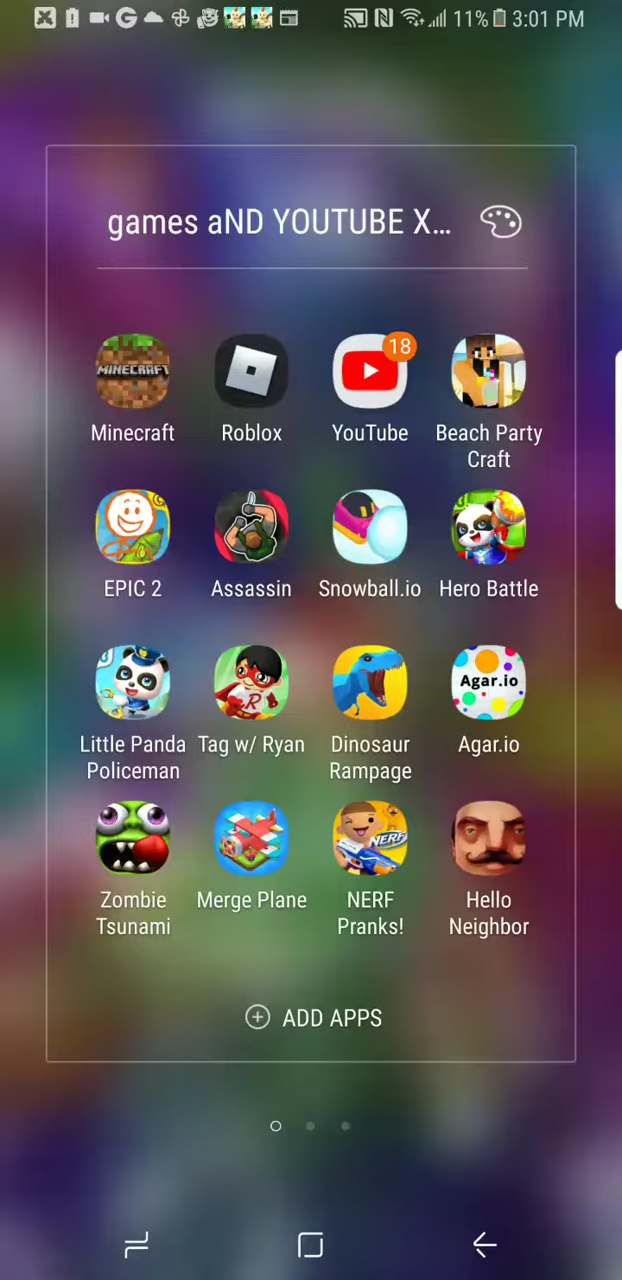 11% 3:01 PM
games aND YOUTUBE X...
18
MINECRAFT
Minecraft Roblox YouTube Beach Party
Craft
EPIC 2 Assassin Snowball.io Hero Battle
R
Agar.io
Little Panda Tag w/ Ryan Dinosaur Agar.io
Policeman Rampage
NERF
Zombie Merge Plane NERF Hello
Tsunami Pranks! Neighbor
ADD APPS